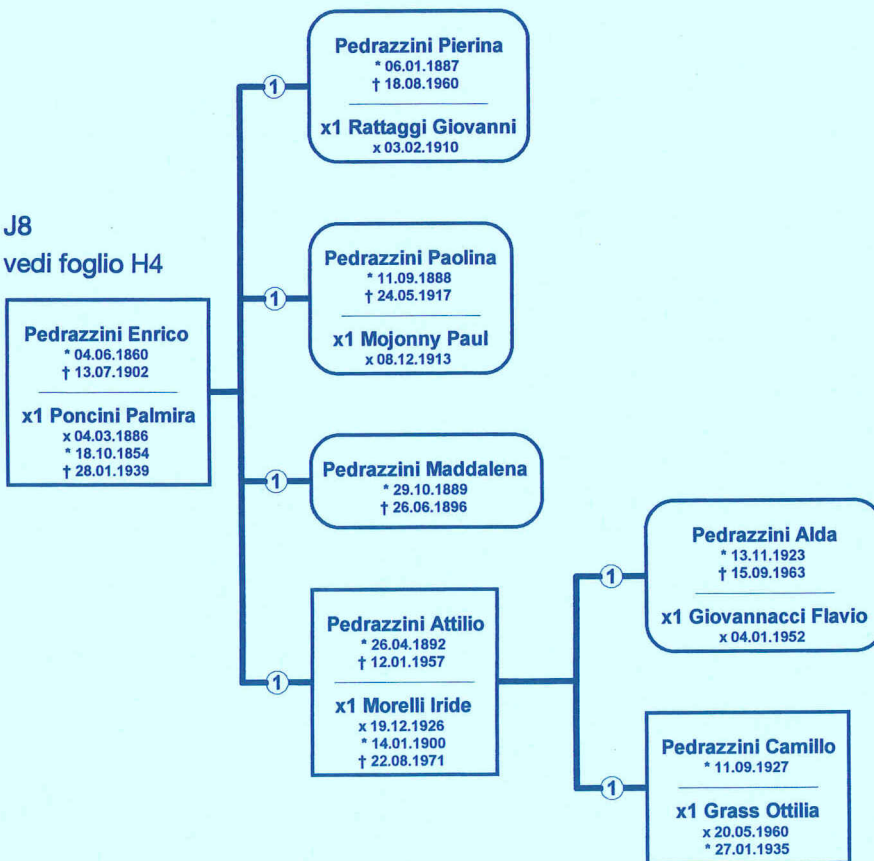 J8
vedi foglio H4
Pedrazzini Enrico
* 04.06.1860
† 13.07.1902
x1 Poncini Palmira
x 04.03.1886
* 18.10.1854
† 28.01.1939
1
Pedrazzini Pierina
* 06.01.1887
† 18.08.1960
x1 Rattaggi Giovanni
x 03.02.1910
1
Pedrazzini Paolina
* 11.09.1888
† 24.05.1917
x1 Mojonny Paul
x 08.12.1913
1
Pedrazzini Maddalena
* 29.10.1889
† 26.06.1896
1
Pedrazzini Attilio
* 26.04.1892
† 12.01.1957
x1 Morelli Iride
x 19.12.1926
* 14.01.1900
† 22.08.1971
1
Pedrazzini Alda
* 13.11.1923
† 15.09.1963
x1 Giovannacci Flavio
x 04.01.1952
1
Pedrazzini Camillo
* 11.09.1927
x1 Grass Ottilia
x 20.05.1960
* 27.01.1935